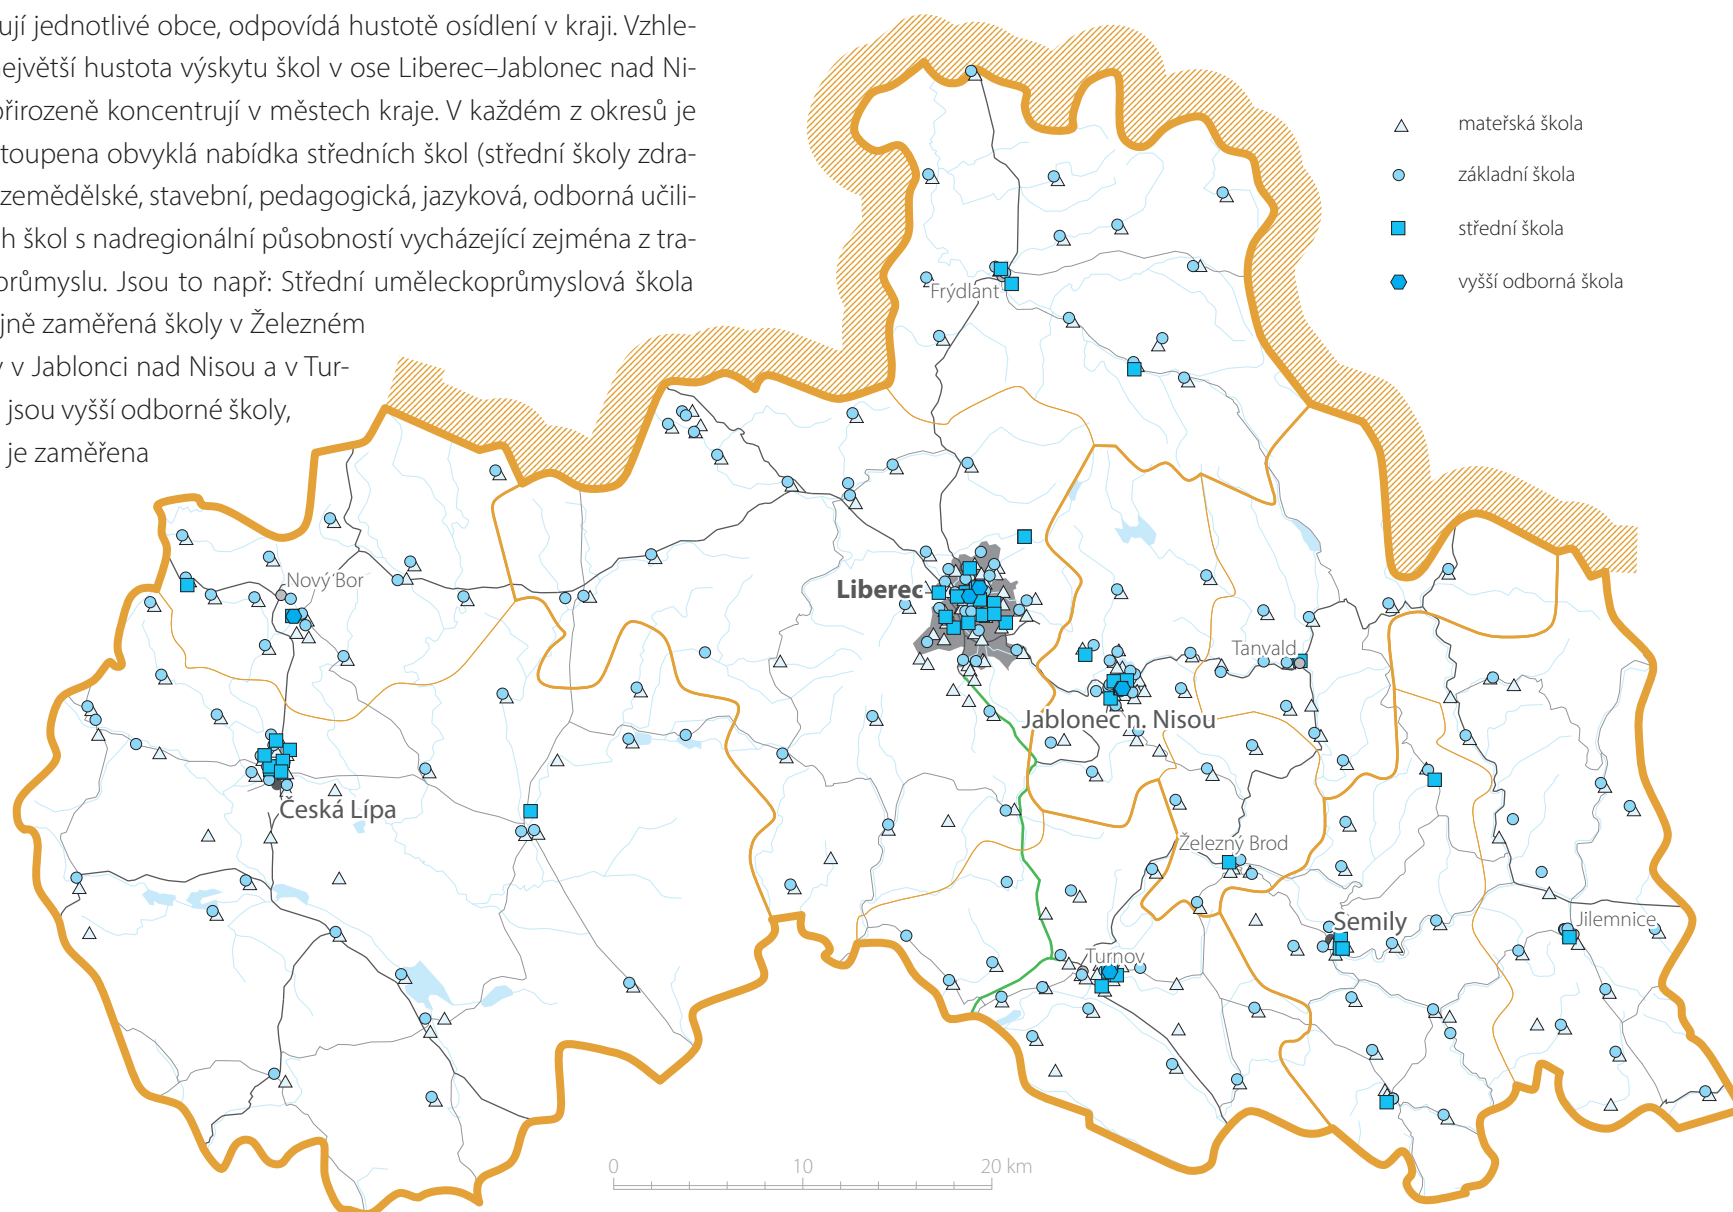 ují jednotlivé obce, odpovídá hustotě osídlení v kraji. Vzhle-
největší hustota výskytu škol v ose Liberec–Jablonec nad Ni-
přirozeně koncentrují v městech kraje. V každém z okresů je
stoupena obvyklá nabídka středních škol (střední školy zdra-
zemědělské, stavební, pedagogická, jazyková, odborná učili-
h škol s nadregionální působností vycházející zejména z tra-
průmyslu. Jsou to např: Střední uměleckoprůmyslová škola
jně zaměřená školy v Železném
y v Jablonci nad Nisou a v Tur-
jsou vyšší odborné školy,
je zaměřena
mateřská škola
základní škola
střední škola
vyšší odborná škola
Frýdlant
Nový Bor
Liberec
Tanvald
Jablonec n. Nisou
Česká Lípa
Železný Brod
Semily
Jilemnice
Turnov
0 10 20 km